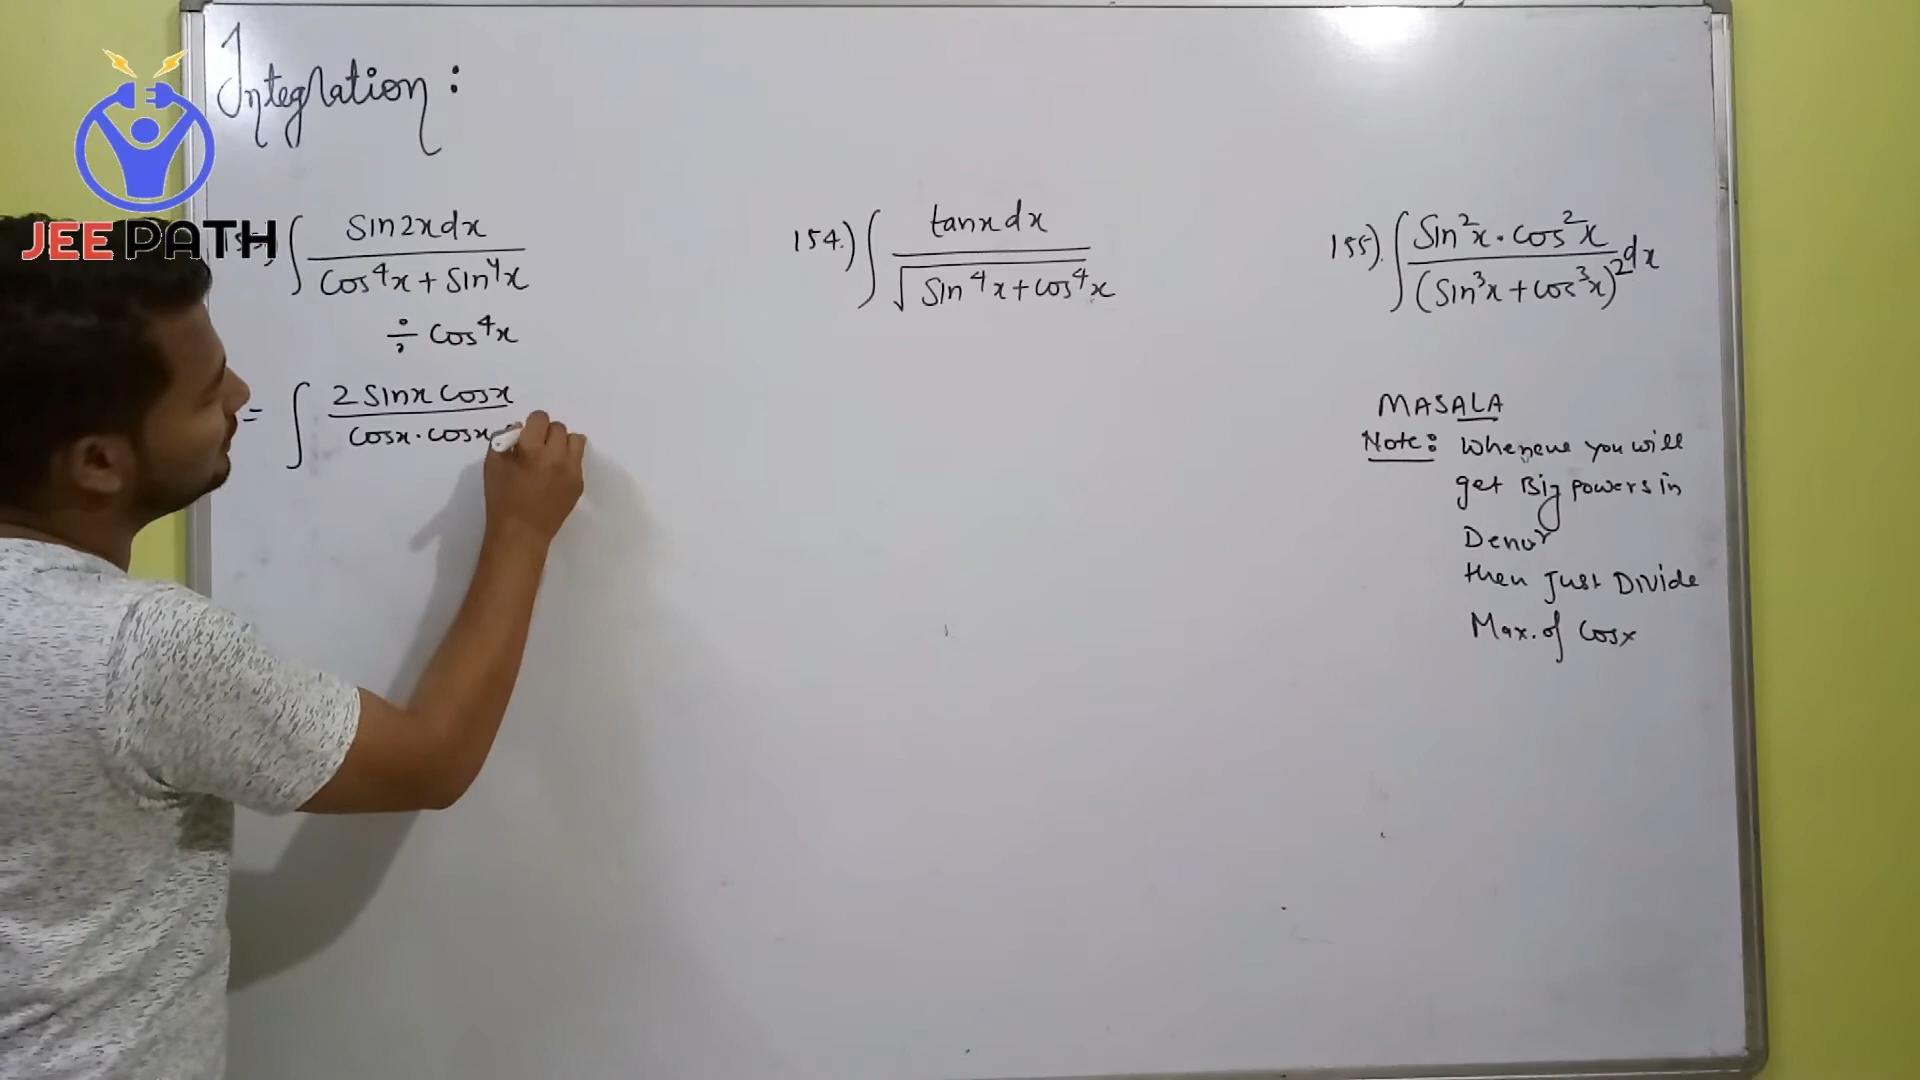 Integration:
JEE PATH
∫ Sin2x dx / Cos⁴x + Sin⁴x
÷ Cos⁴x
= ∫ 2 Sinx Cosx / Cosx · Cosx
154.) ∫ tanx dx / √Sin⁴x + Cos⁴x
155). ∫ Sin²x · Cos²x / (Sin³x + Cos³x)² dx
MASALA
Note: Wheneve you will
get Big powers in
Denor
then Just DIVide
Max. of Cosx